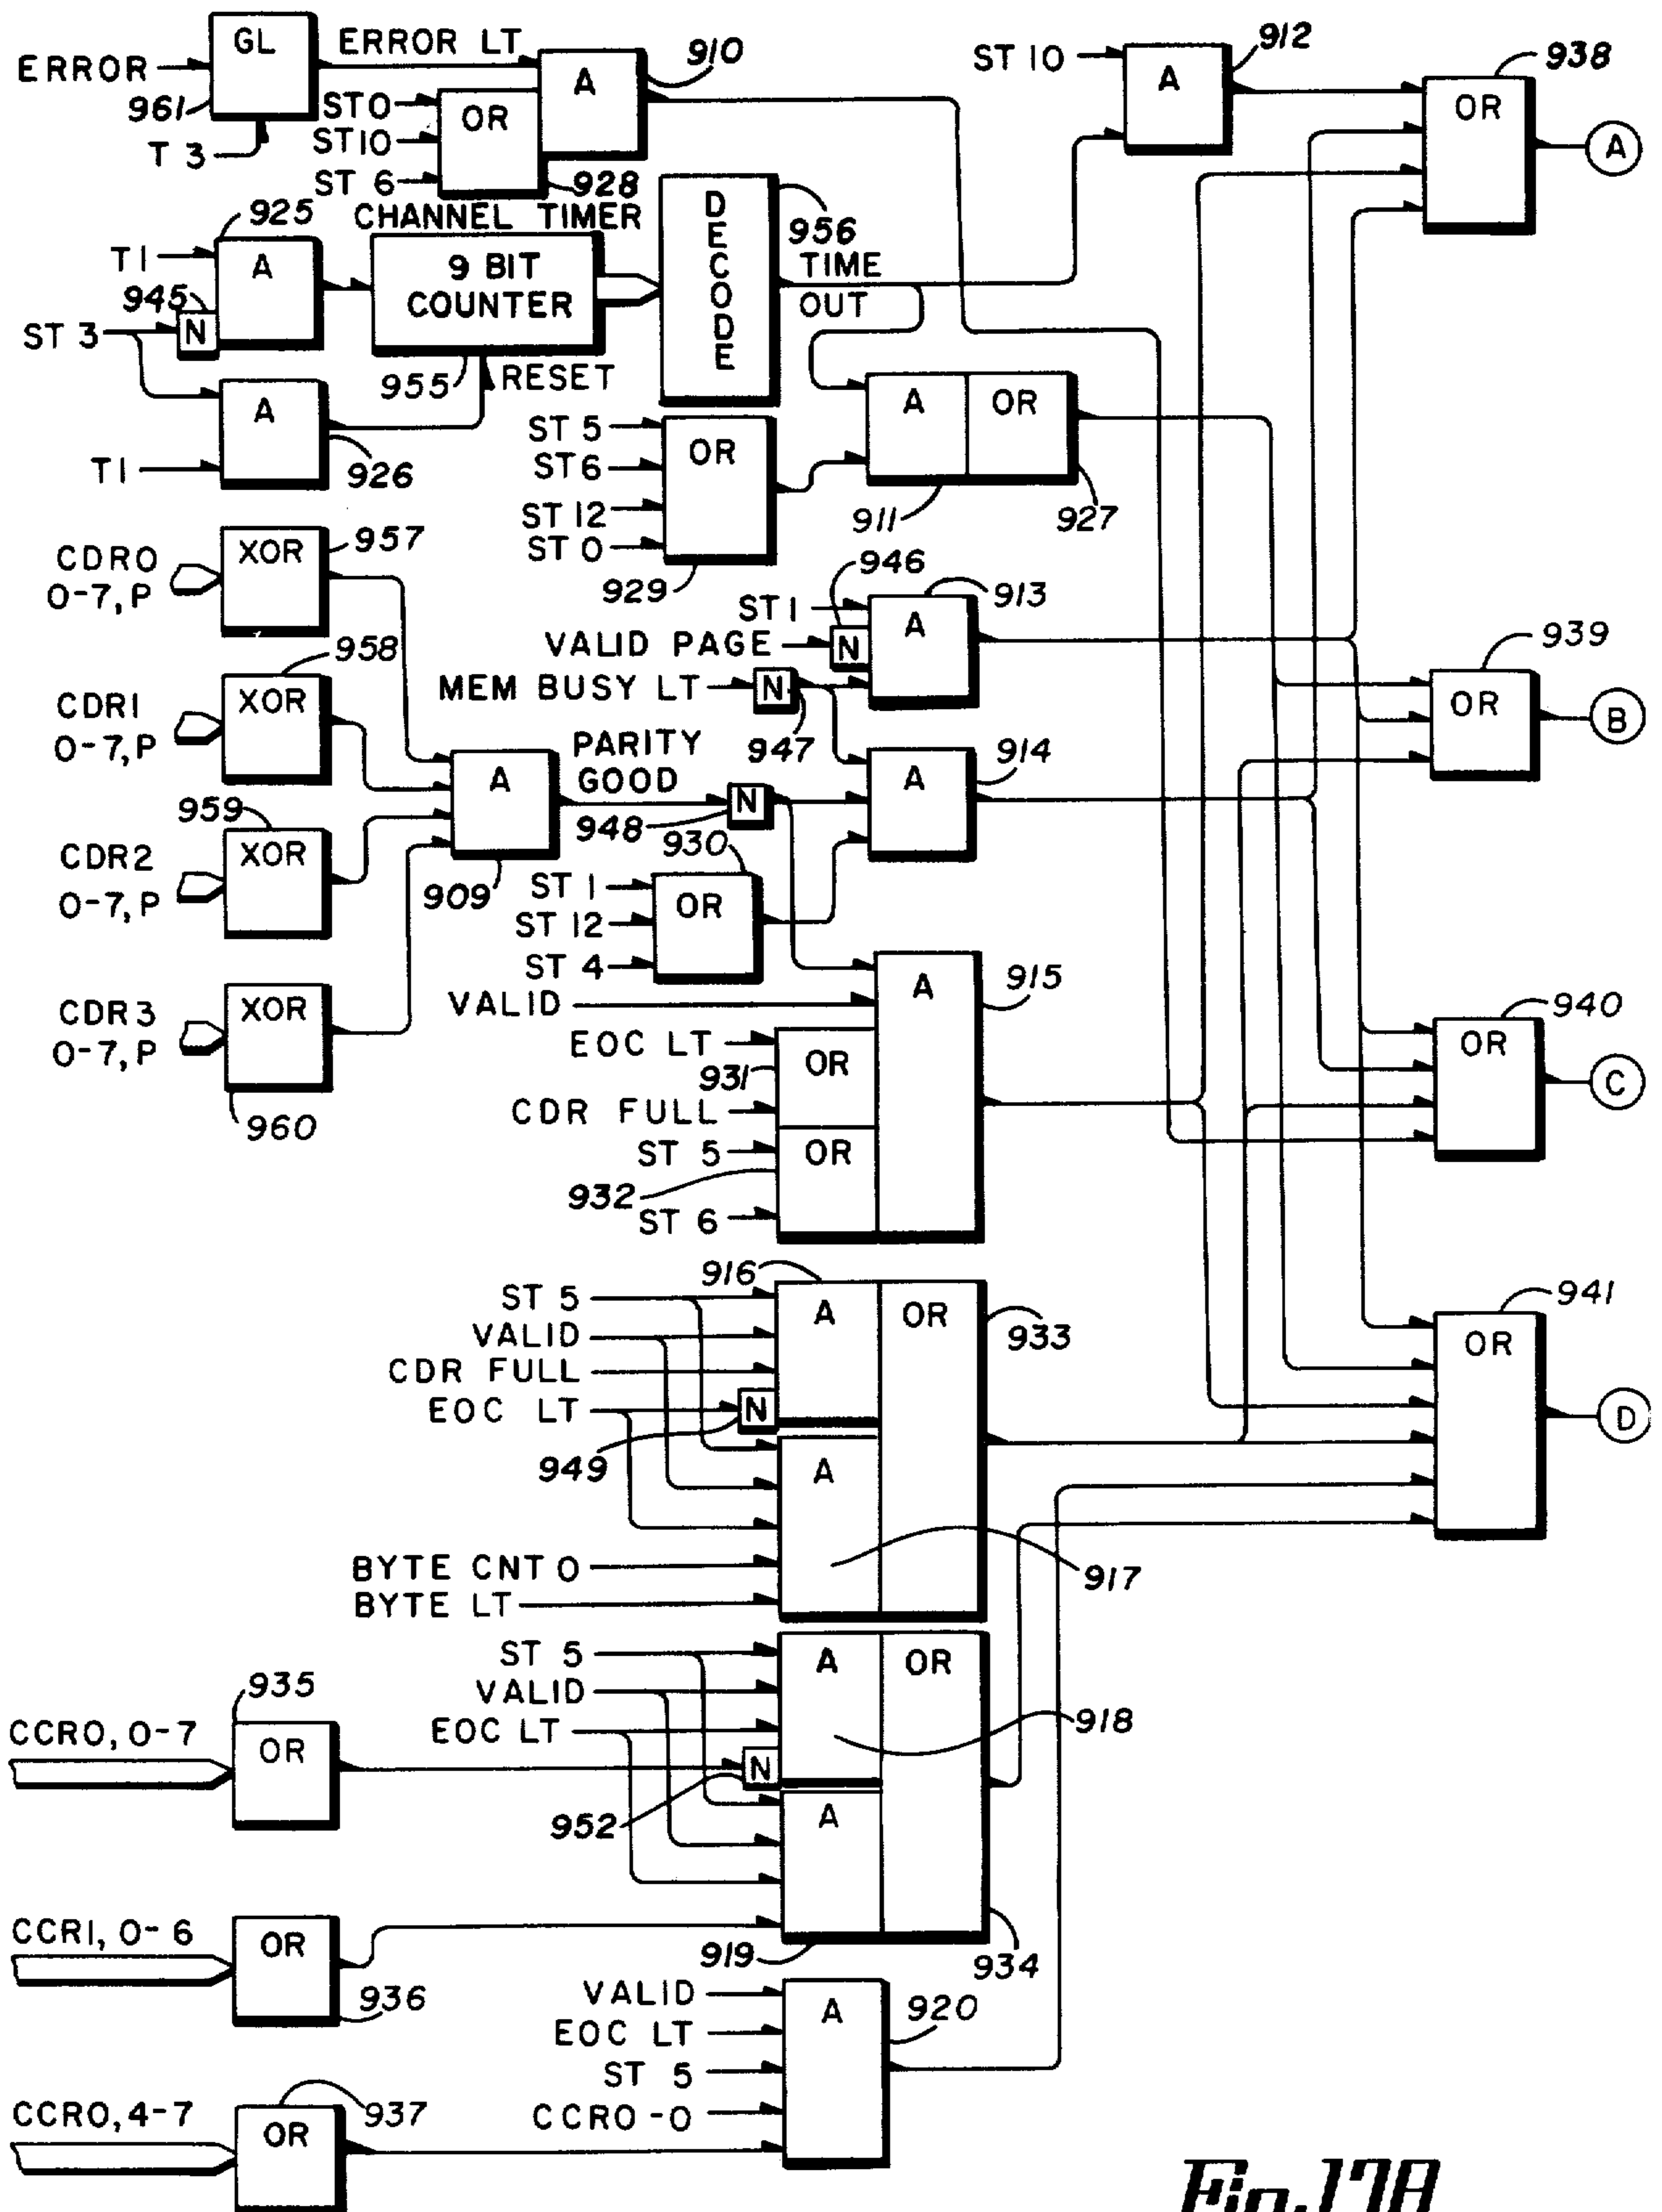 GL
ERROR LT
910
ST 10
912
938
ERROR
A
A
OR
961
ST 0
OR
T 3
ST10
A
ST 6
928
925
CHANNEL TIMER
D
E
C
O
D
E
956
T1
A
9 BIT
COUNTER
TIME
OUT
945
N
ST 3
955
RESET
A
A
OR
ST 5
OR
T1
926
ST 6
ST 12
911
927
ST 0
929
XOR
957
CDR0
0-7, P
946
913
ST 1
A
939
VALID PAGE
N
958
MEM BUSY LT
N
OR
B
CDR1
0-7, P
XOR
947
PARITY
GOOD
914
A
A
959
N
948
XOR
930
CDR2
0-7, P
909
ST 1
OR
ST 12
ST 4
915
A
VALID
XOR
940
CDR 3
0-7, P
EOC LT
OR
OR
931
C
CDR FULL
960
ST 5
OR
932
ST 6
916
ST 5
A
OR
933
941
VALID
OR
CDR FULL
EOC LT
N
D
949
A
BYTE CNT 0
917
BYTE LT
ST 5
A
OR
935
VALID
918
CCR0, 0-7
EOC LT
OR
N
952
A
CCR1, 0-6
OR
919
934
936
VALID
A
920
EOC LT
ST 5
CCR0, 4-7
937
CCR0-0
OR
Fig. 17A